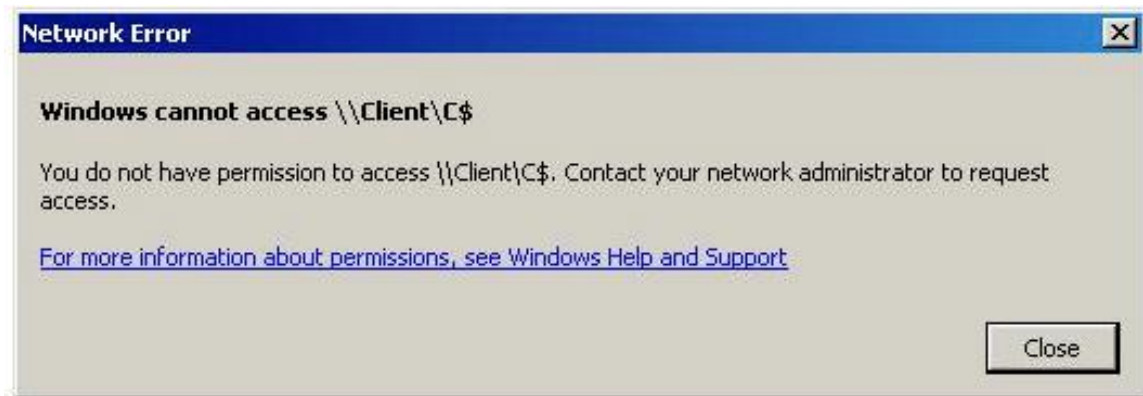 Network Error
Windows cannot access \\Client\C$
You do not have permission to access \\Client\C$. Contact your network administrator to request
access.
For more information about permissions, see Windows Help and Support
Close